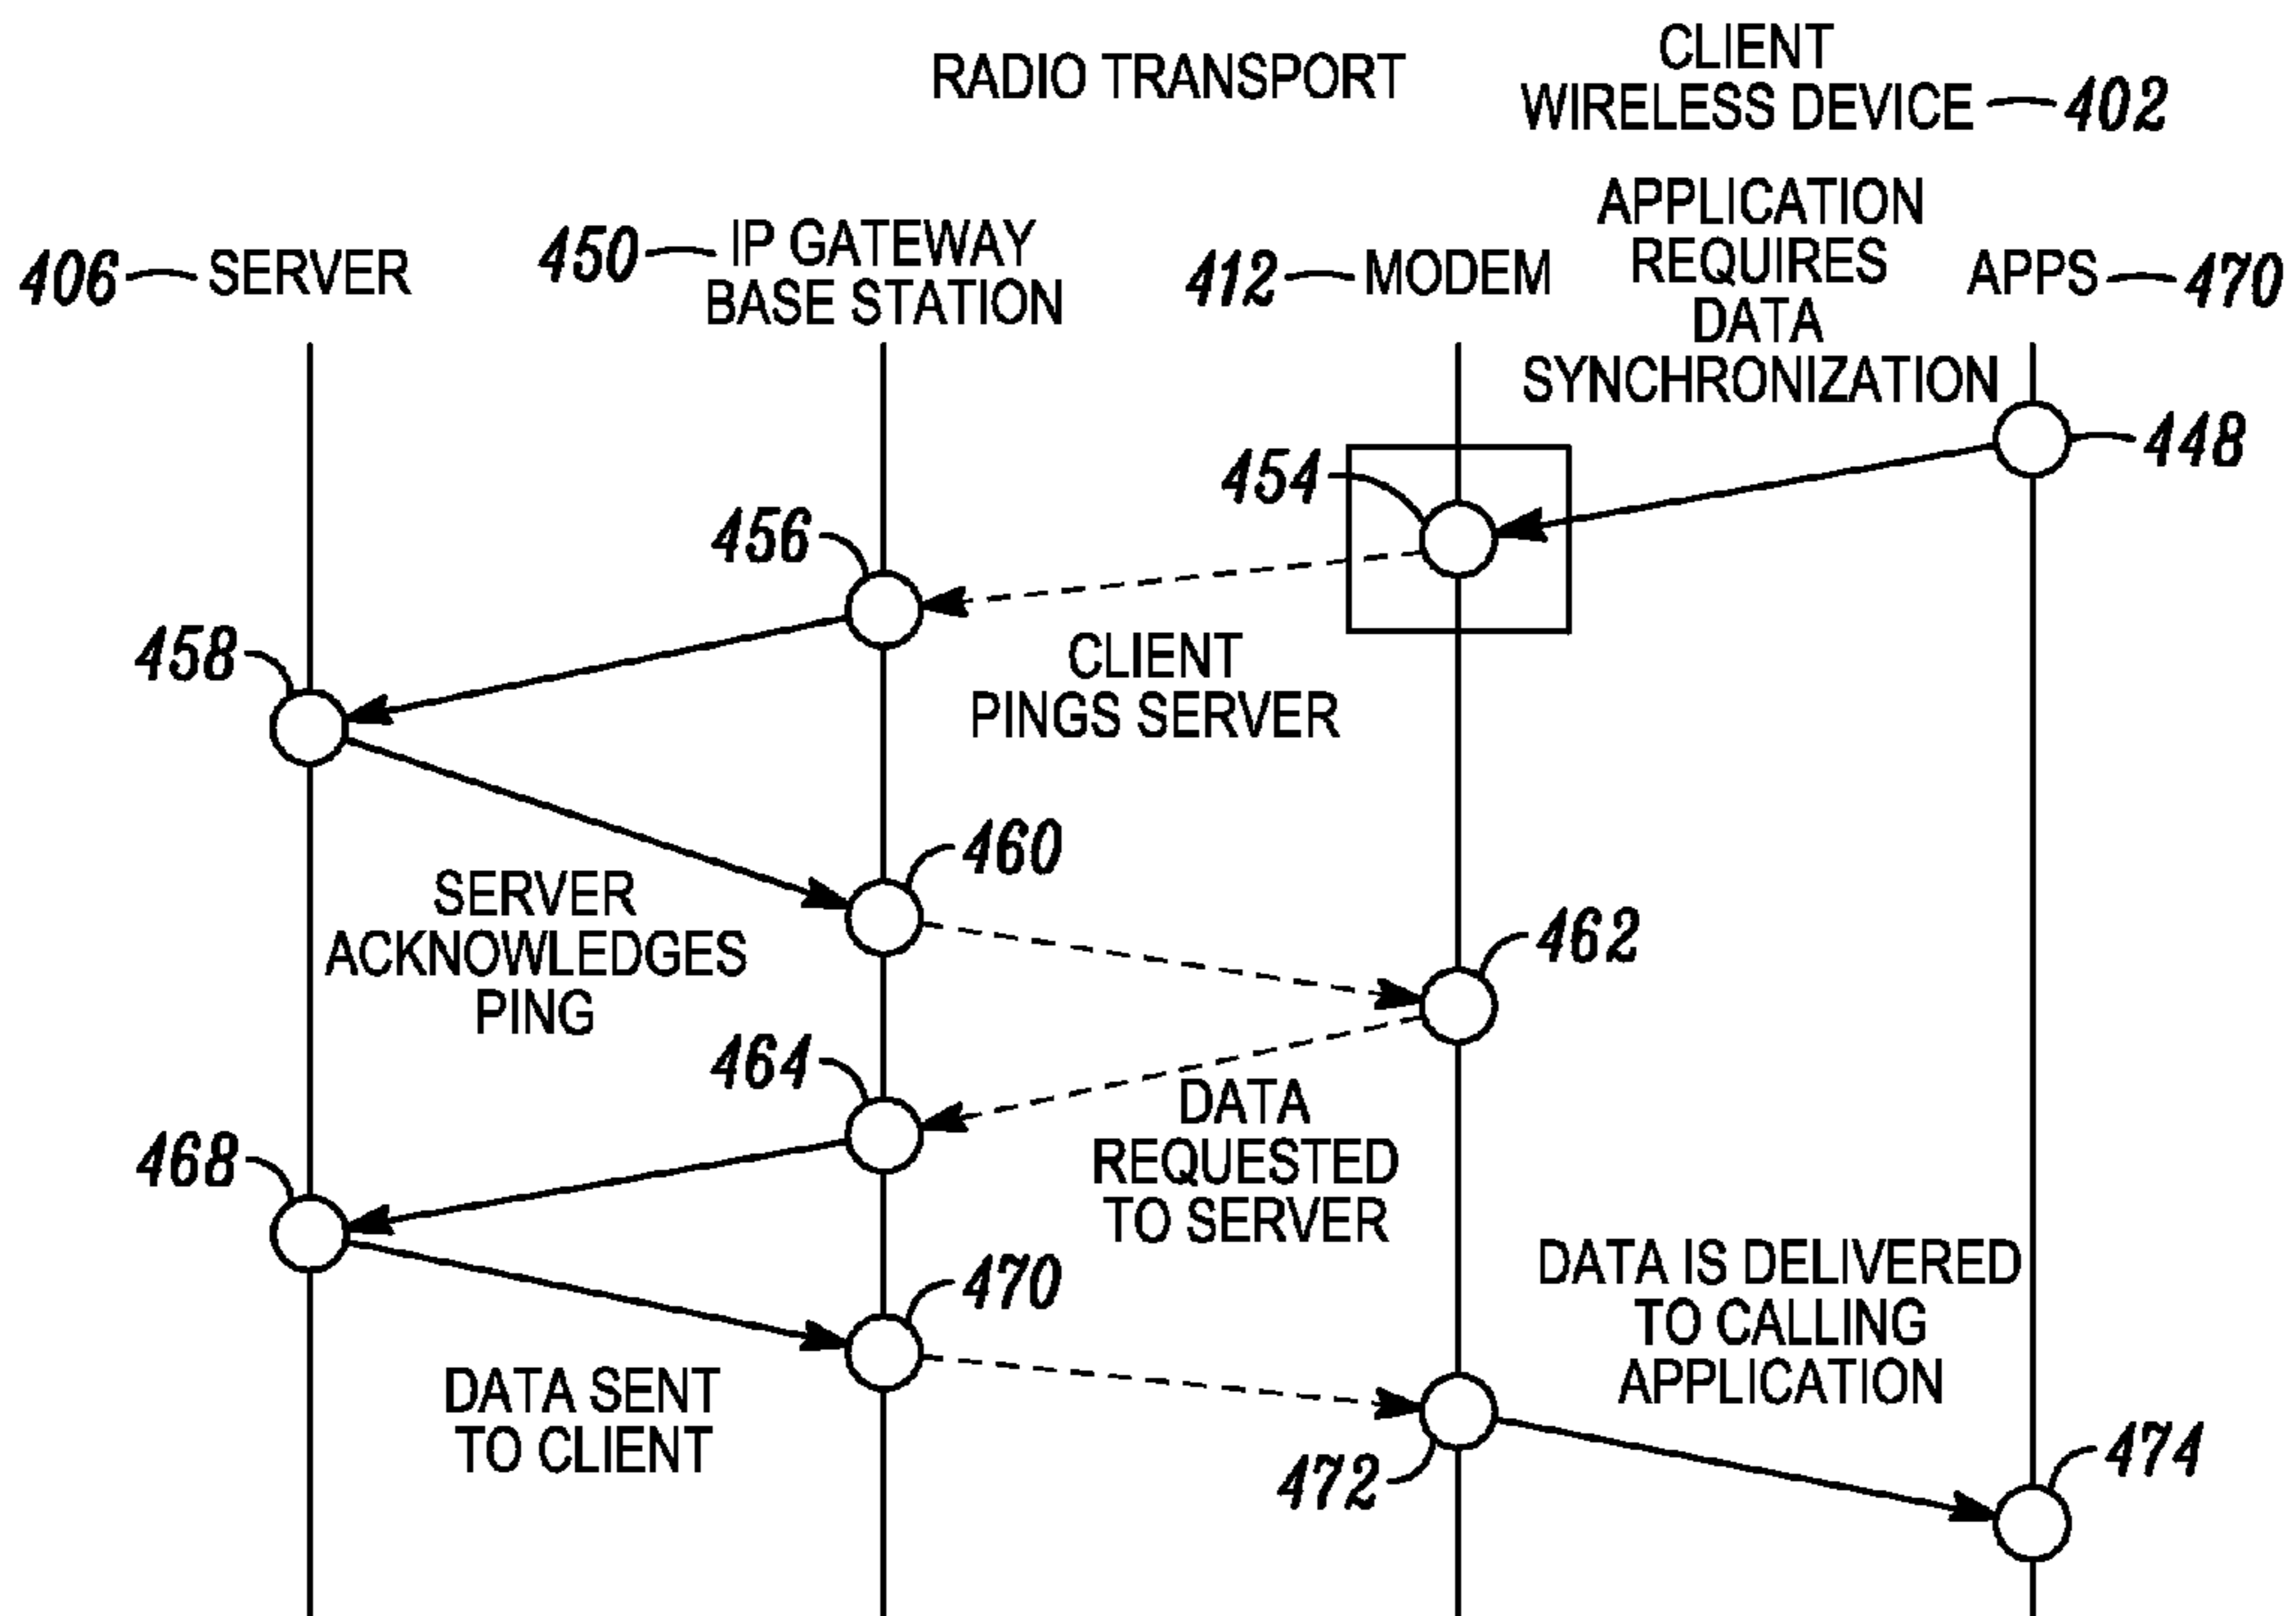 RADIO TRANSPORT
CLIENT
WIRELESS DEVICE 402
406 SERVER
450 IP GATEWAY
BASE STATION
412 MODEM
APPLICATION
REQUIRES
DATA
SYNCHRONIZATION
APPS 470
448
454
456
458
CLIENT
PINGS SERVER
460
SERVER
ACKNOWLEDGES
PING
462
464
DATA
REQUESTED
TO SERVER
468
470
DATA IS DELIVERED
TO CALLING
APPLICATION
DATA SENT
TO CLIENT
472
474